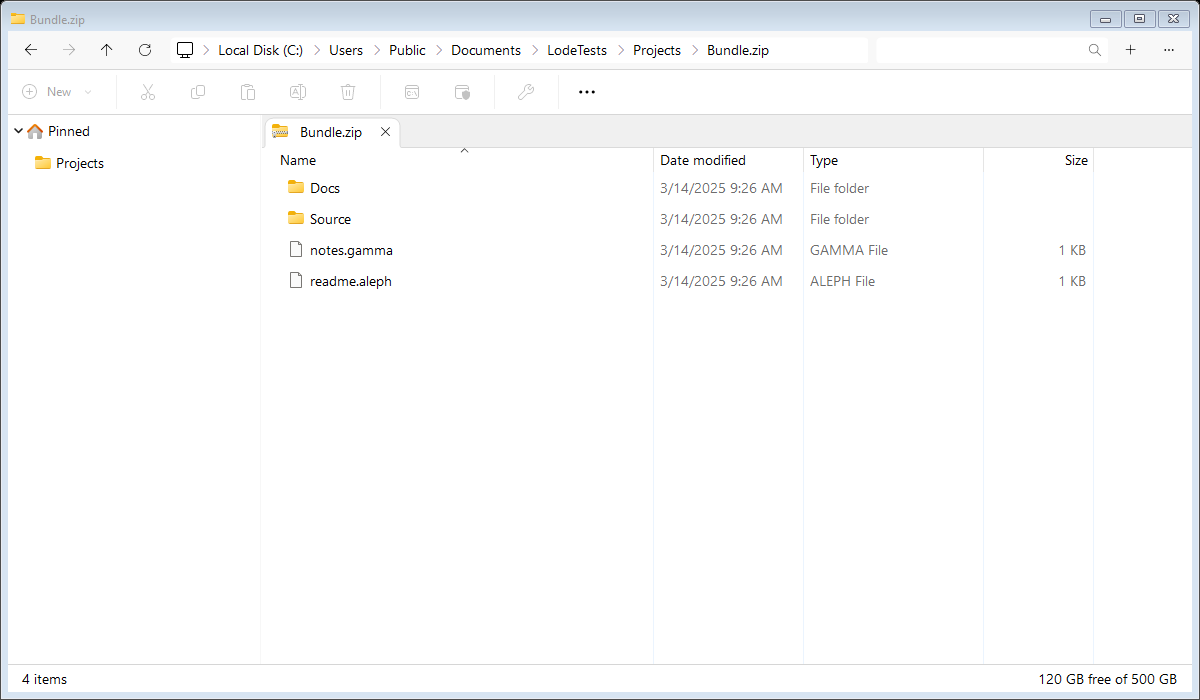 Bundle.zip
Local Disk (C:) Users Public Documents LodeTests Projects Bundle.zip
New
Pinned
Projects
Bundle.zip
Name Date modified Type Size
Docs 3/14/2025 9:26 AM File folder
Source 3/14/2025 9:26 AM File folder
notes.gamma 3/14/2025 9:26 AM GAMMA File 1 KB
readme.aleph 3/14/2025 9:26 AM ALEPH File 1 KB
4 items 120 GB free of 500 GB